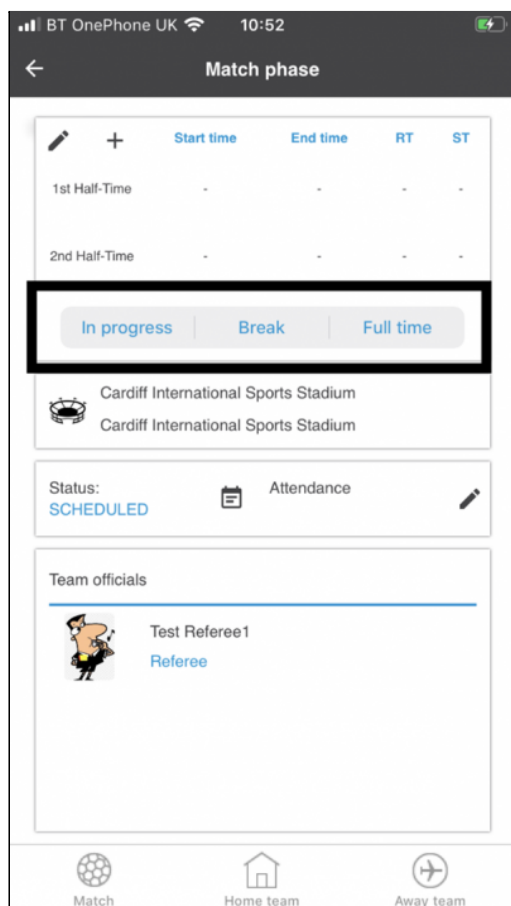 BT OnePhone UK 10:52
Match phase
Start time End time RT ST
1st Half-Time - - - -
2nd Half-Time - - - -
In progress Break Full time
Cardiff International Sports Stadium
Cardiff International Sports Stadium
Status: Attendance
SCHEDULED
Team officials
Test Referee1
Referee
Match Home team Away team